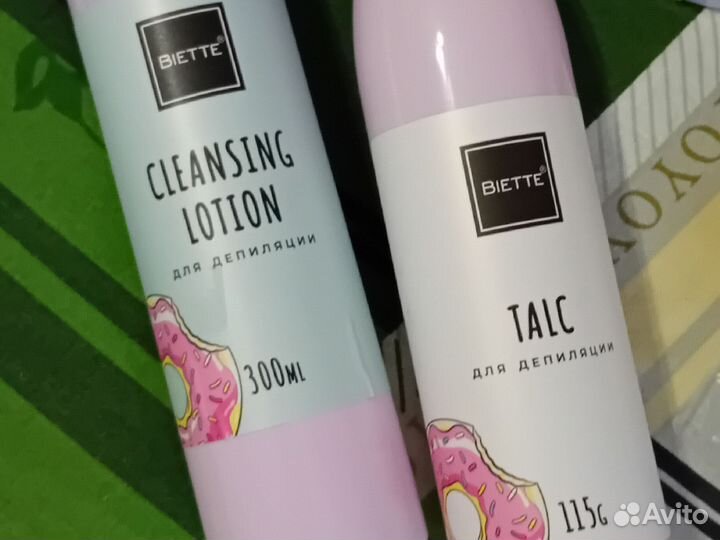 BIETTE®
CLEANSING
LOTION
для депиляции
300ML
BIETTE®
TALC
для депиляции
115G
Avito